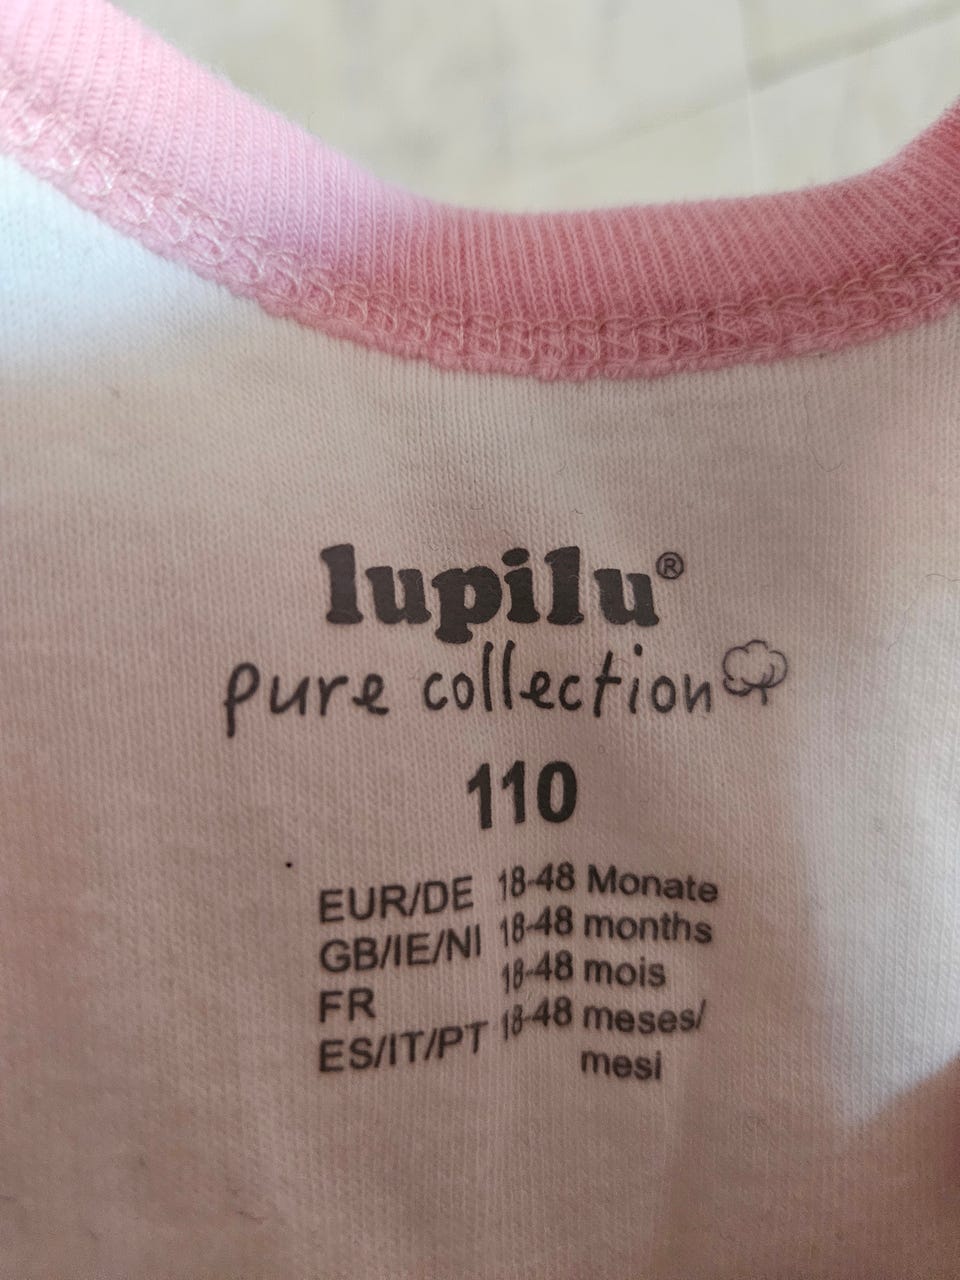 lupilu®
pure collection
110
EUR/DE 18-48 Monate
GB/IE/NI 18-48 months
FR 18-48 mois
ES/IT/PT 18-48 meses/
mesi